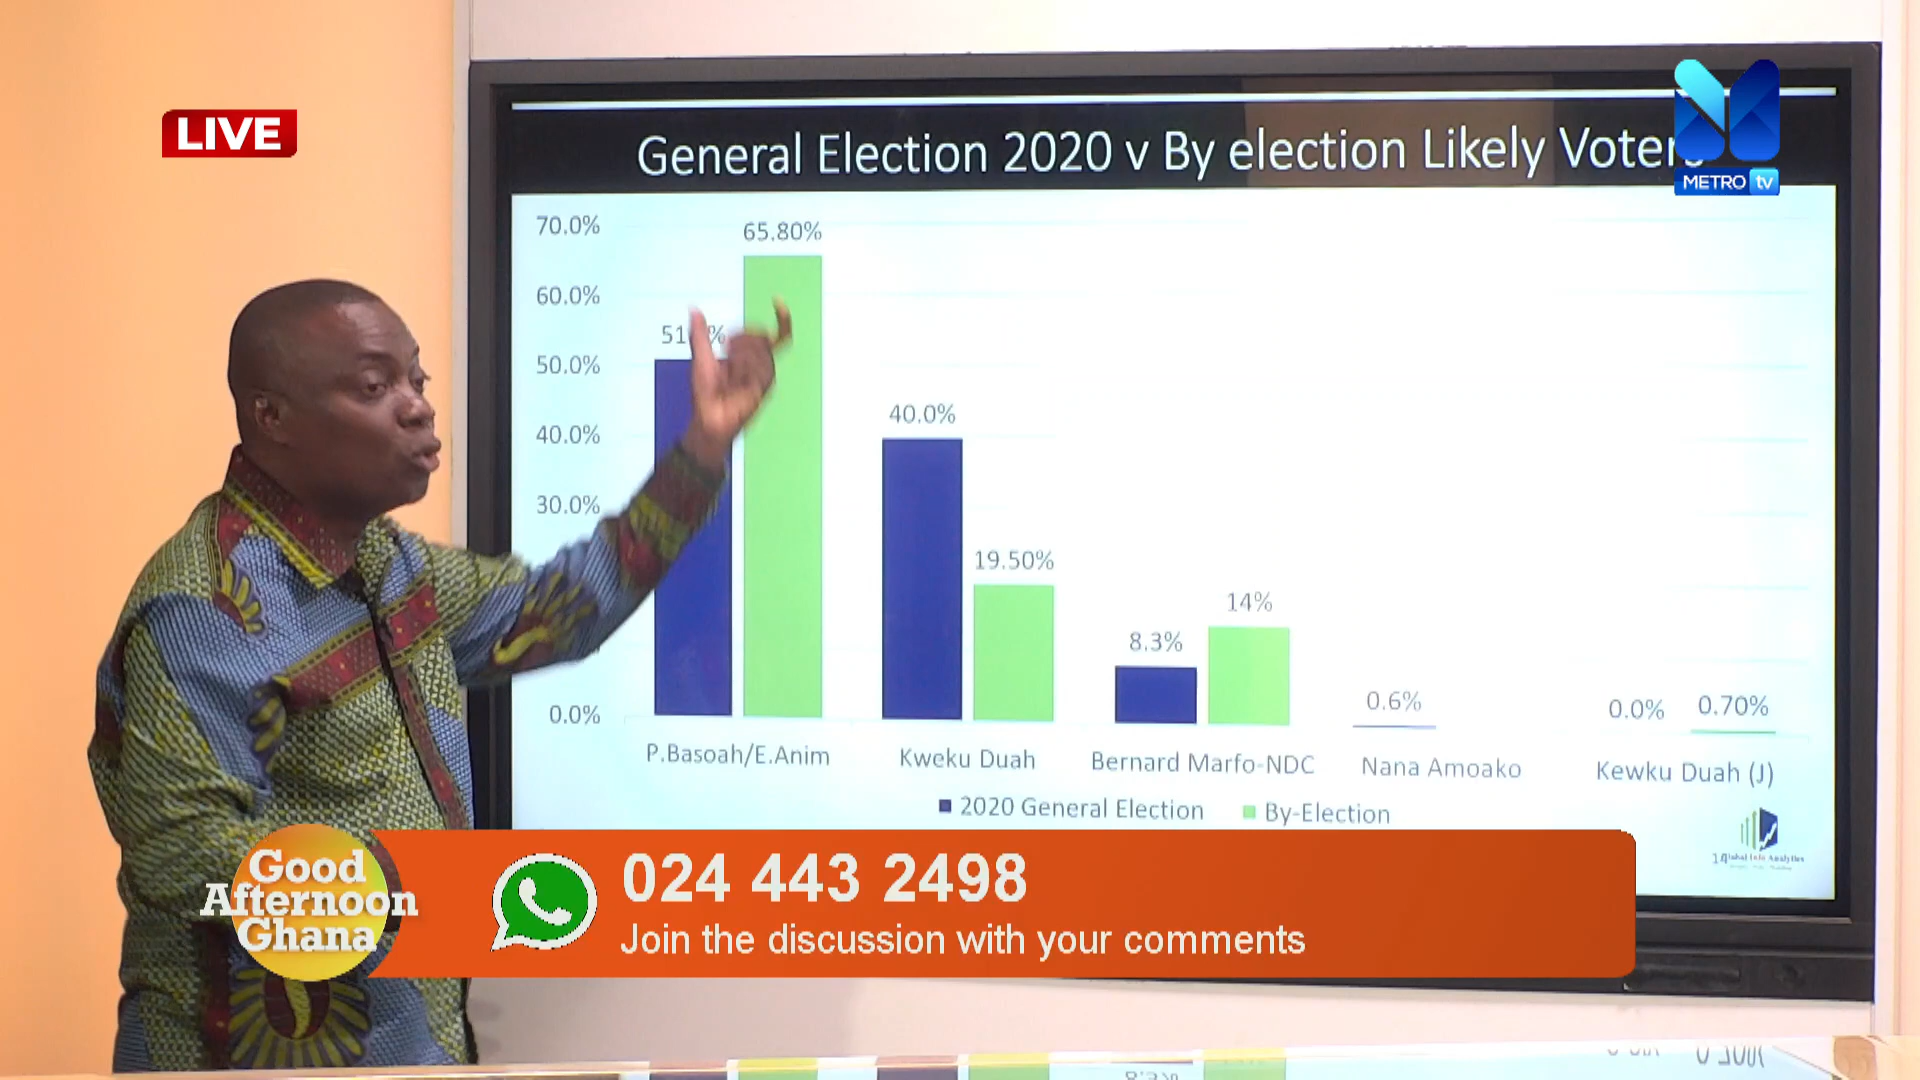 LIVE
General Election 2020 v By election Likely Voters
METRO tv
70.0%
65.80%
60.0%
50.0%
40.0%
40.0%
30.0%
19.50%
14%
8.3%
0.6%
0.0%
0.70%
0.0%
P.Basoah/E.Anim
Kweku Duah
Bernard Marfo-NDC
Nana Amoako
Kewku Duah (J)
2020 General Election
By-Election
14
Good
Afternoon
Ghana
024 443 2498
Join the discussion with your comments